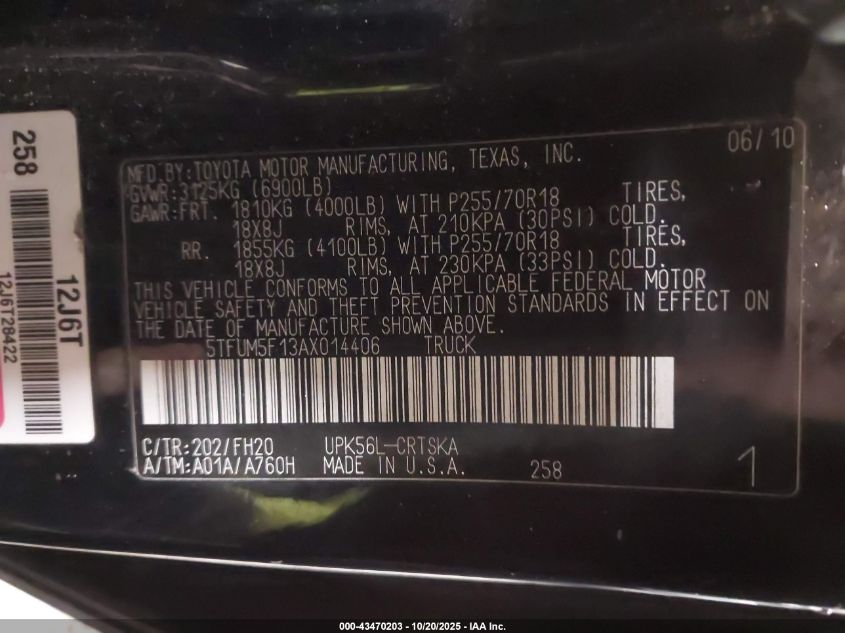 258
12J6T
12J6T28422
06/10
MFD.BY:TOYOTA MOTOR MANUFACTURING, TEXAS, INC.
GVWR:3125KG (6900LB)
GAWR:FRT. 1810KG (4000LB) WITH P255/70R18 TIRES,
18X8J RIMS, AT 210KPA (30PSI) COLD.
RR. 1855KG (4100LB) WITH P255/70R18 TIRES,
18X8J RIMS, AT 230KPA (33PSI) COLD.
THIS VEHICLE CONFORMS TO ALL APPLICABLE FEDERAL MOTOR
VEHICLE SAFETY AND THEFT PREVENTION STANDARDS IN EFFECT ON
THE DATE OF MANUFACTURE SHOWN ABOVE.
5TFUM5F13AX014406 TRUCK
C/TR:202/FH20 UPK56L-CRTSKA
A/TM:A01A/A760H MADE IN U.S.A. 258 1
000-43470203 - 10/20/2025 - IAA Inc.